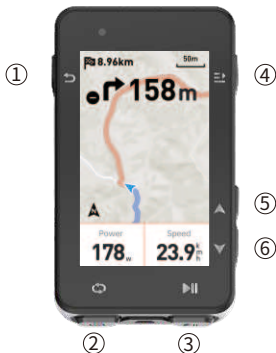 8.96km
50m
158m
N
Power
Speed
178w
23.9km/h
①
②
③
④
⑤
⑥